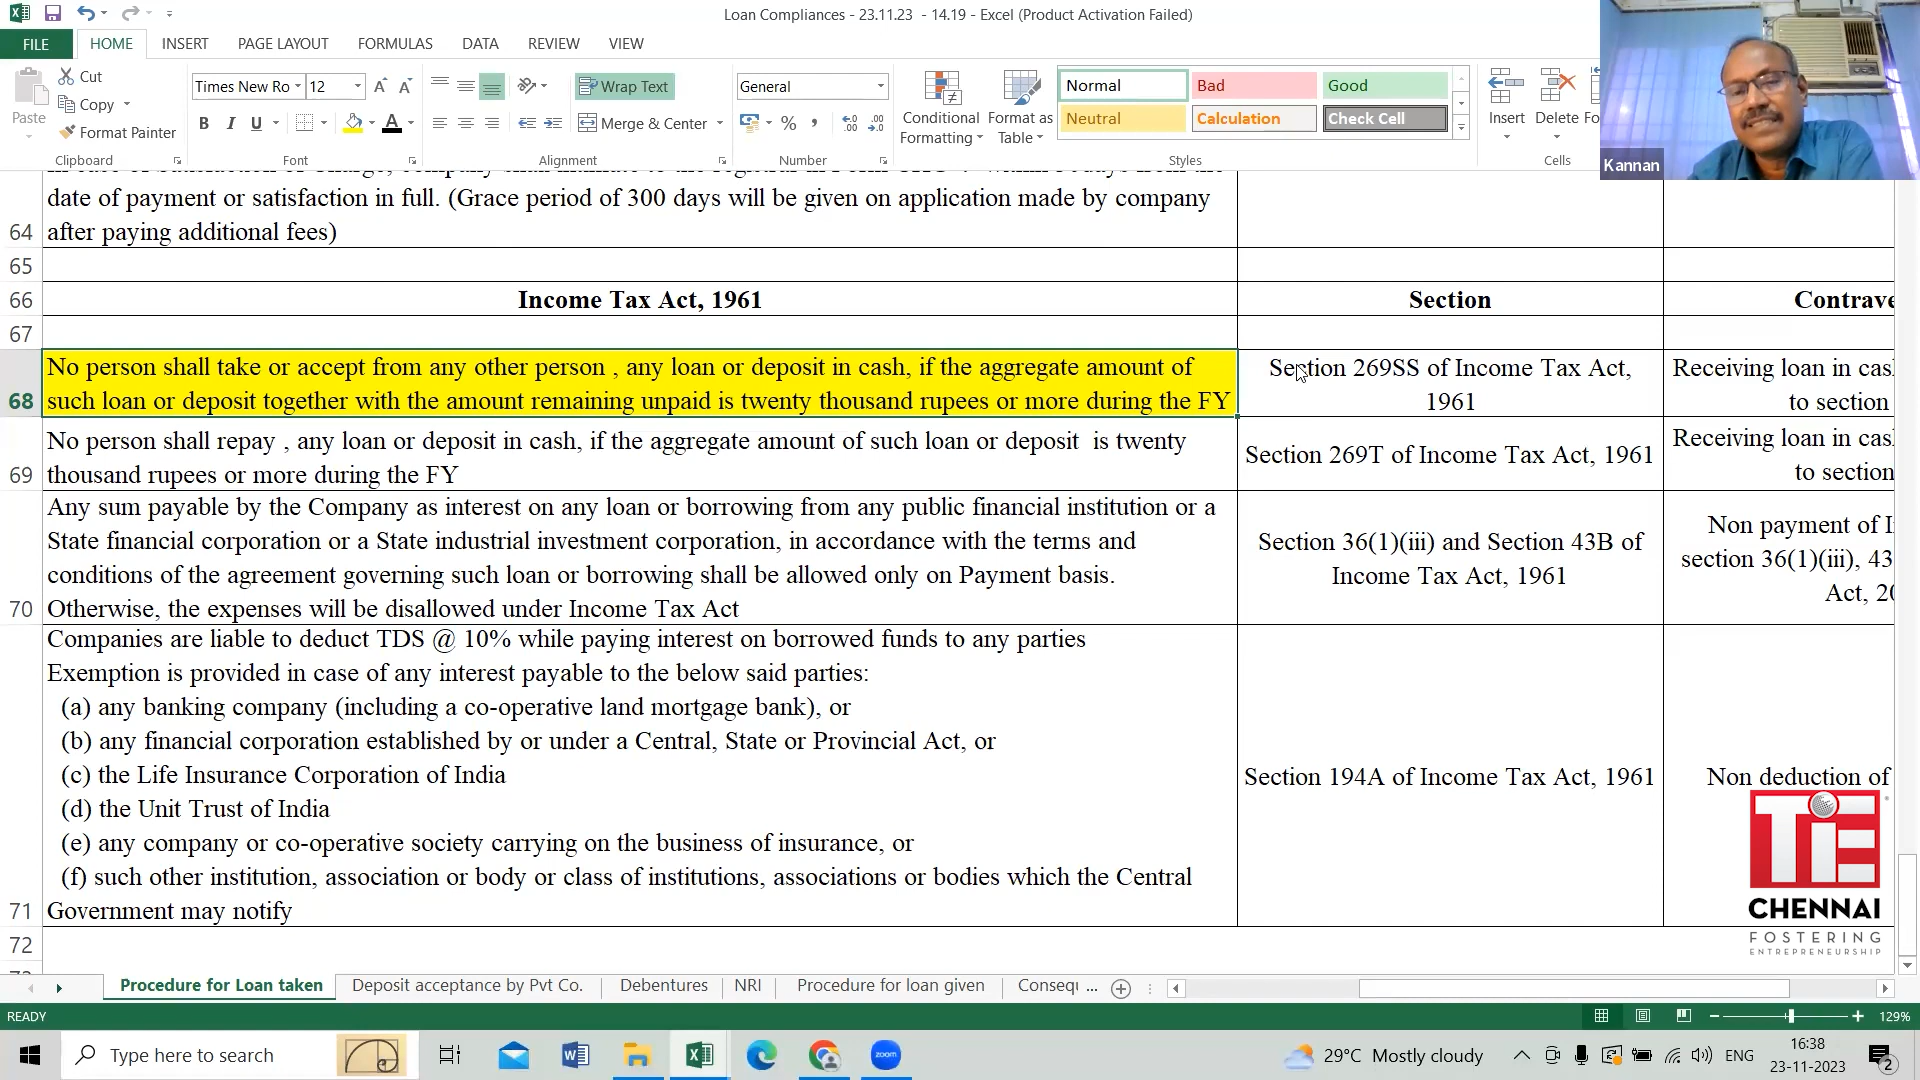 Loan Compliances - 23.11.23 - 14.19 - Excel (Product Activation Failed)
FILE HOME INSERT PAGE LAYOUT FORMULAS DATA REVIEW VIEW
Paste
Cut
Copy
Format Painter
Clipboard
Times New Ro 12
B I U
Font
Wrap Text
Merge & Center
Alignment
General
%
Number
Conditional Formatting
Format as Table
Normal Bad Good
Neutral Calculation Check Cell
Styles
Insert Delete Fo
Cells
Kannan
date of payment or satisfaction in full. (Grace period of 300 days will be given on application made by company
64 after paying additional fees)
65
66 Income Tax Act, 1961 Section Contrave
67
No person shall take or accept from any other person , any loan or deposit in cash, if the aggregate amount of
68 such loan or deposit together with the amount remaining unpaid is twenty thousand rupees or more during the FY
Section 269SS of Income Tax Act,
1961
Receiving loan in cas
to section
No person shall repay , any loan or deposit in cash, if the aggregate amount of such loan or deposit is twenty
69 thousand rupees or more during the FY
Section 269T of Income Tax Act, 1961
Receiving loan in cas
to section
Any sum payable by the Company as interest on any loan or borrowing from any public financial institution or a
State financial corporation or a State industrial investment corporation, in accordance with the terms and
conditions of the agreement governing such loan or borrowing shall be allowed only on Payment basis.
70 Otherwise, the expenses will be disallowed under Income Tax Act
Section 36(1)(iii) and Section 43B of
Income Tax Act, 1961
Non payment of I
section 36(1)(iii), 43
Act, 20
Companies are liable to deduct TDS @ 10% while paying interest on borrowed funds to any parties
Exemption is provided in case of any interest payable to the below said parties:
(a) any banking company (including a co-operative land mortgage bank), or
(b) any financial corporation established by or under a Central, State or Provincial Act, or
(c) the Life Insurance Corporation of India
(d) the Unit Trust of India
(e) any company or co-operative society carrying on the business of insurance, or
(f) such other institution, association or body or class of institutions, associations or bodies which the Central
71 Government may notify
Section 194A of Income Tax Act, 1961
Non deduction of
72
TiE
CHENNAI
FOSTERING
ENTREPRENEURSHIP
Procedure for Loan taken Deposit acceptance by Pvt Co. Debentures NRI Procedure for loan given Consequ ...
READY
129%
Type here to search
zoom
29°C Mostly cloudy
ENG
16:38
23-11-2023
2